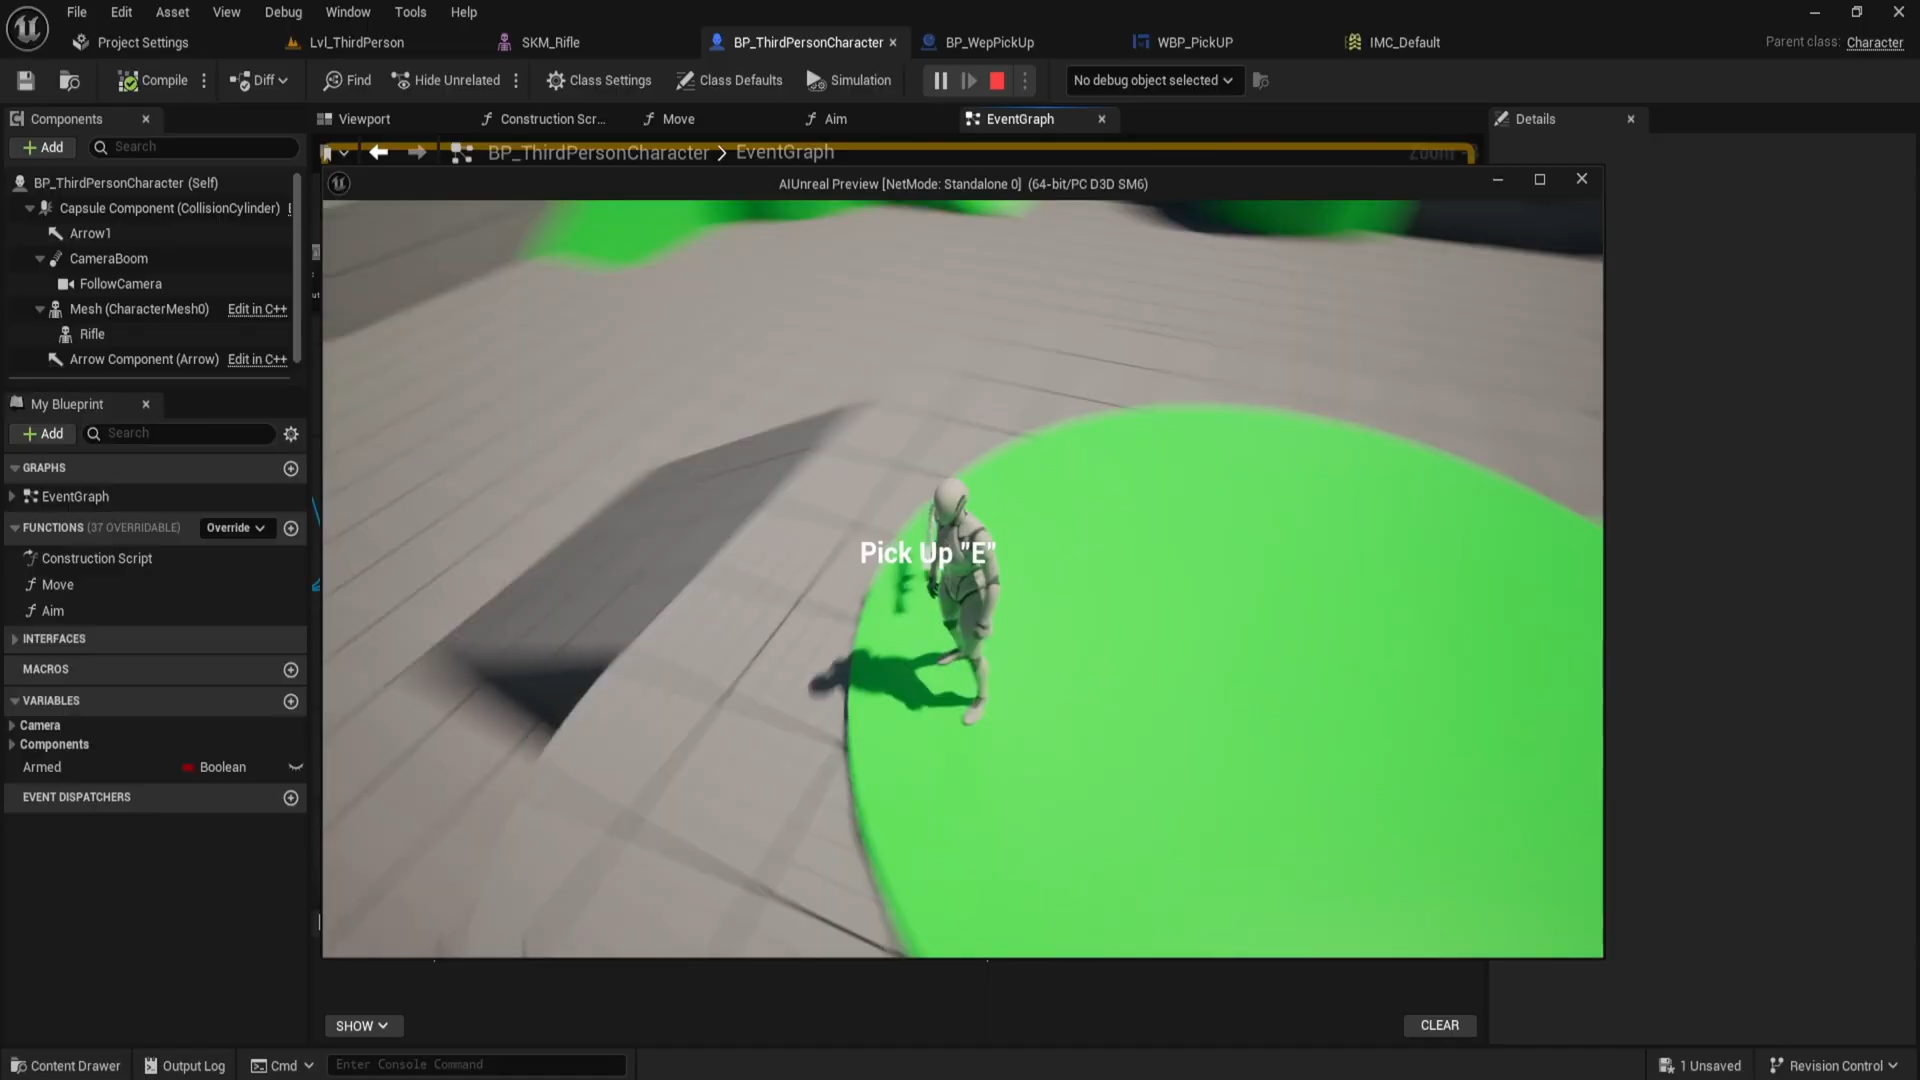 File Edit Asset View Debug Window Tools Help
Project Settings Lvl_ThirdPerson SKM_Rifle BP_ThirdPersonCharacter BP_WepPickUp WBP_PickUP IMC_Default Parent class: Character
Compile Diff Find Hide Unrelated Class Settings Class Defaults Simulation No debug object selected
Components Viewport Construction Scr... Move Aim EventGraph Details
Add Search
BP_ThirdPersonCharacter > EventGraph Zoom
BP_ThirdPersonCharacter (Self)
AIUnreal Preview [NetMode: Standalone 0] (64-bit/PC D3D SM6)
Capsule Component (CollisionCylinder)
Arrow1
CameraBoom
FollowCamera
Mesh (CharacterMesh0) Edit in C++
Rifle
Arrow Component (Arrow) Edit in C++
My Blueprint
Add Search
GRAPHS
EventGraph
FUNCTIONS (37 OVERRIDABLE) Override
Construction Script
Move
Aim
INTERFACES
MACROS
VARIABLES
Camera
Components
Armed Boolean
EVENT DISPATCHERS
Pick Up "E"
SHOW CLEAR
Content Drawer Output Log Cmd Enter Console Command 1 Unsaved Revision Control